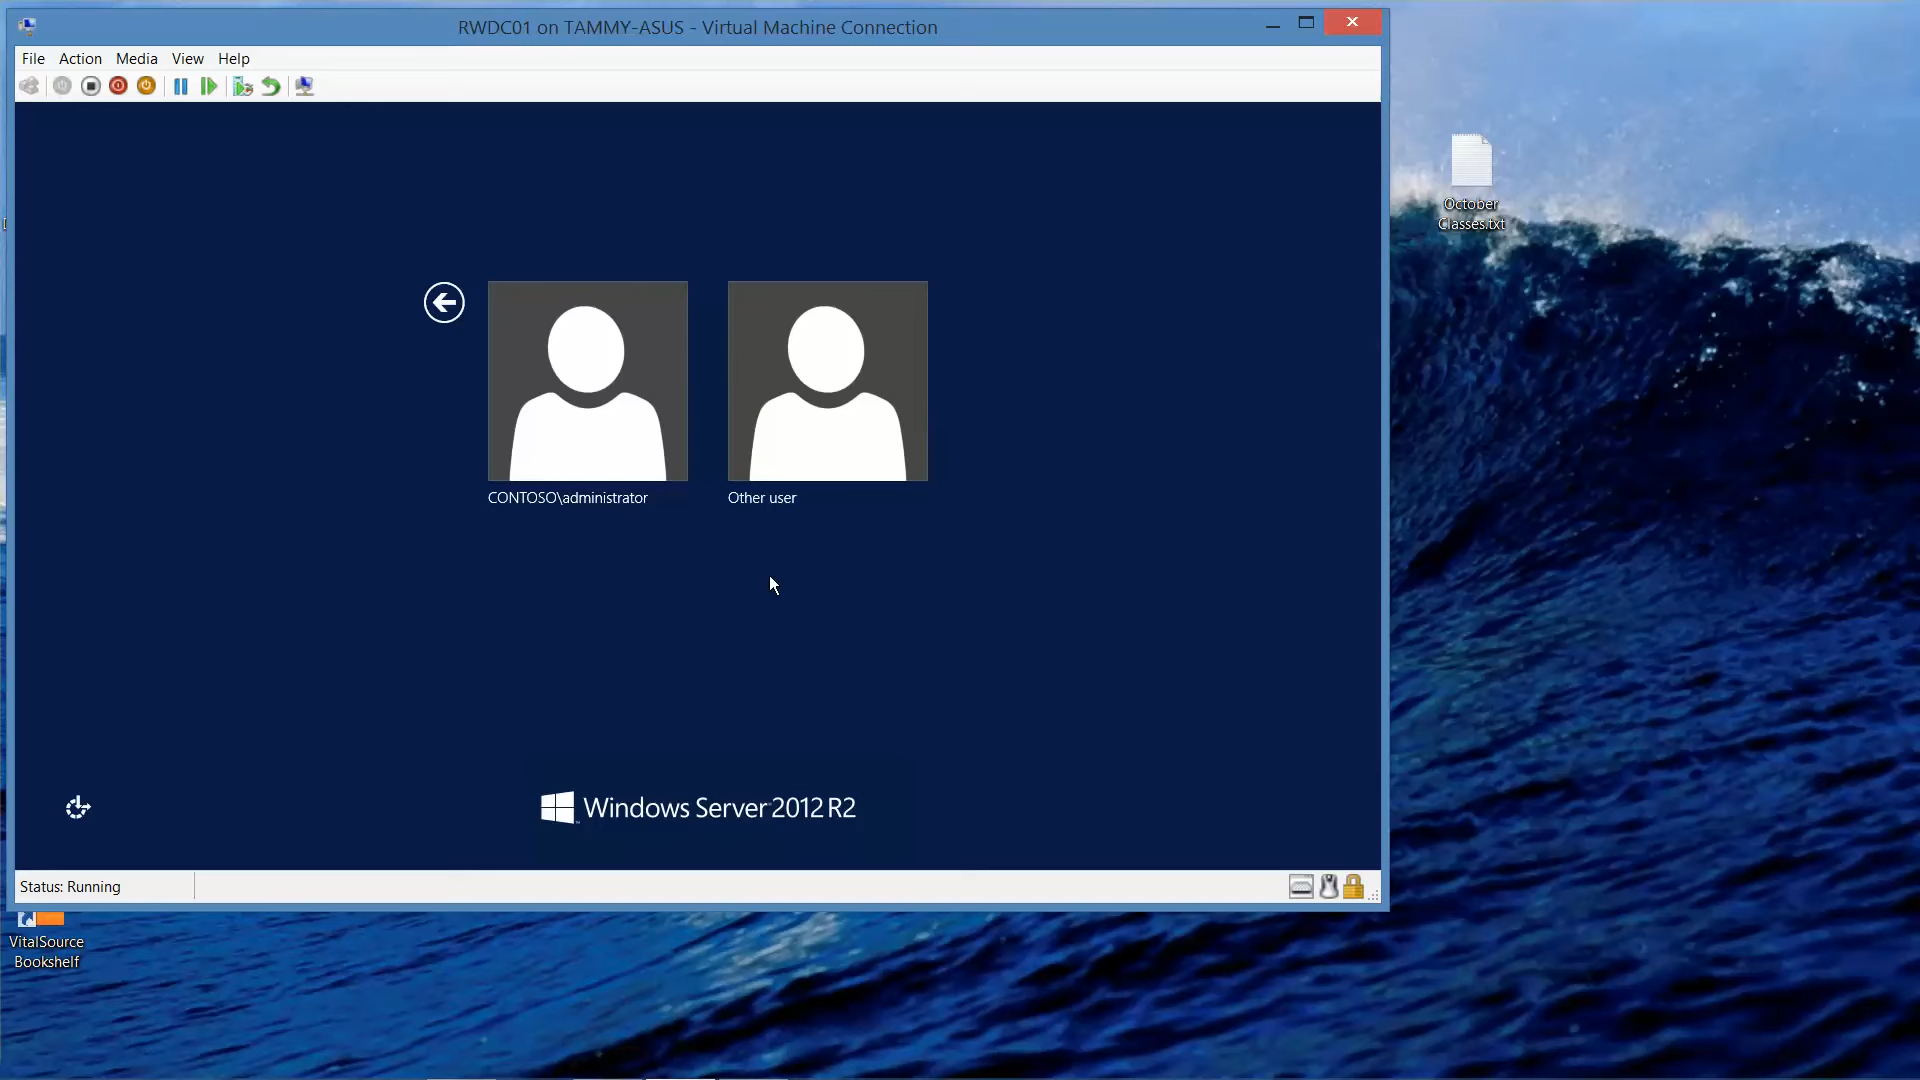 RWDC01 on TAMMY-ASUS - Virtual Machine Connection
File Action Media View Help
October
Classes.txt
CONTOSO\administrator
Other user
Windows Server 2012 R2
Status: Running
VitalSource
Bookshelf